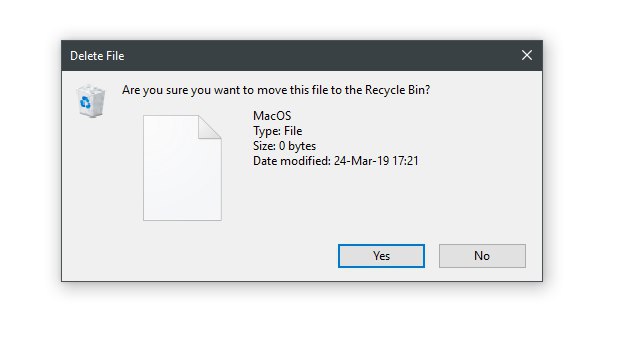 Delete File
Are you sure you want to move this file to the Recycle Bin?
MacOS
Type: File
Size: 0 bytes
Date modified: 24-Mar-19 17:21
Yes
No